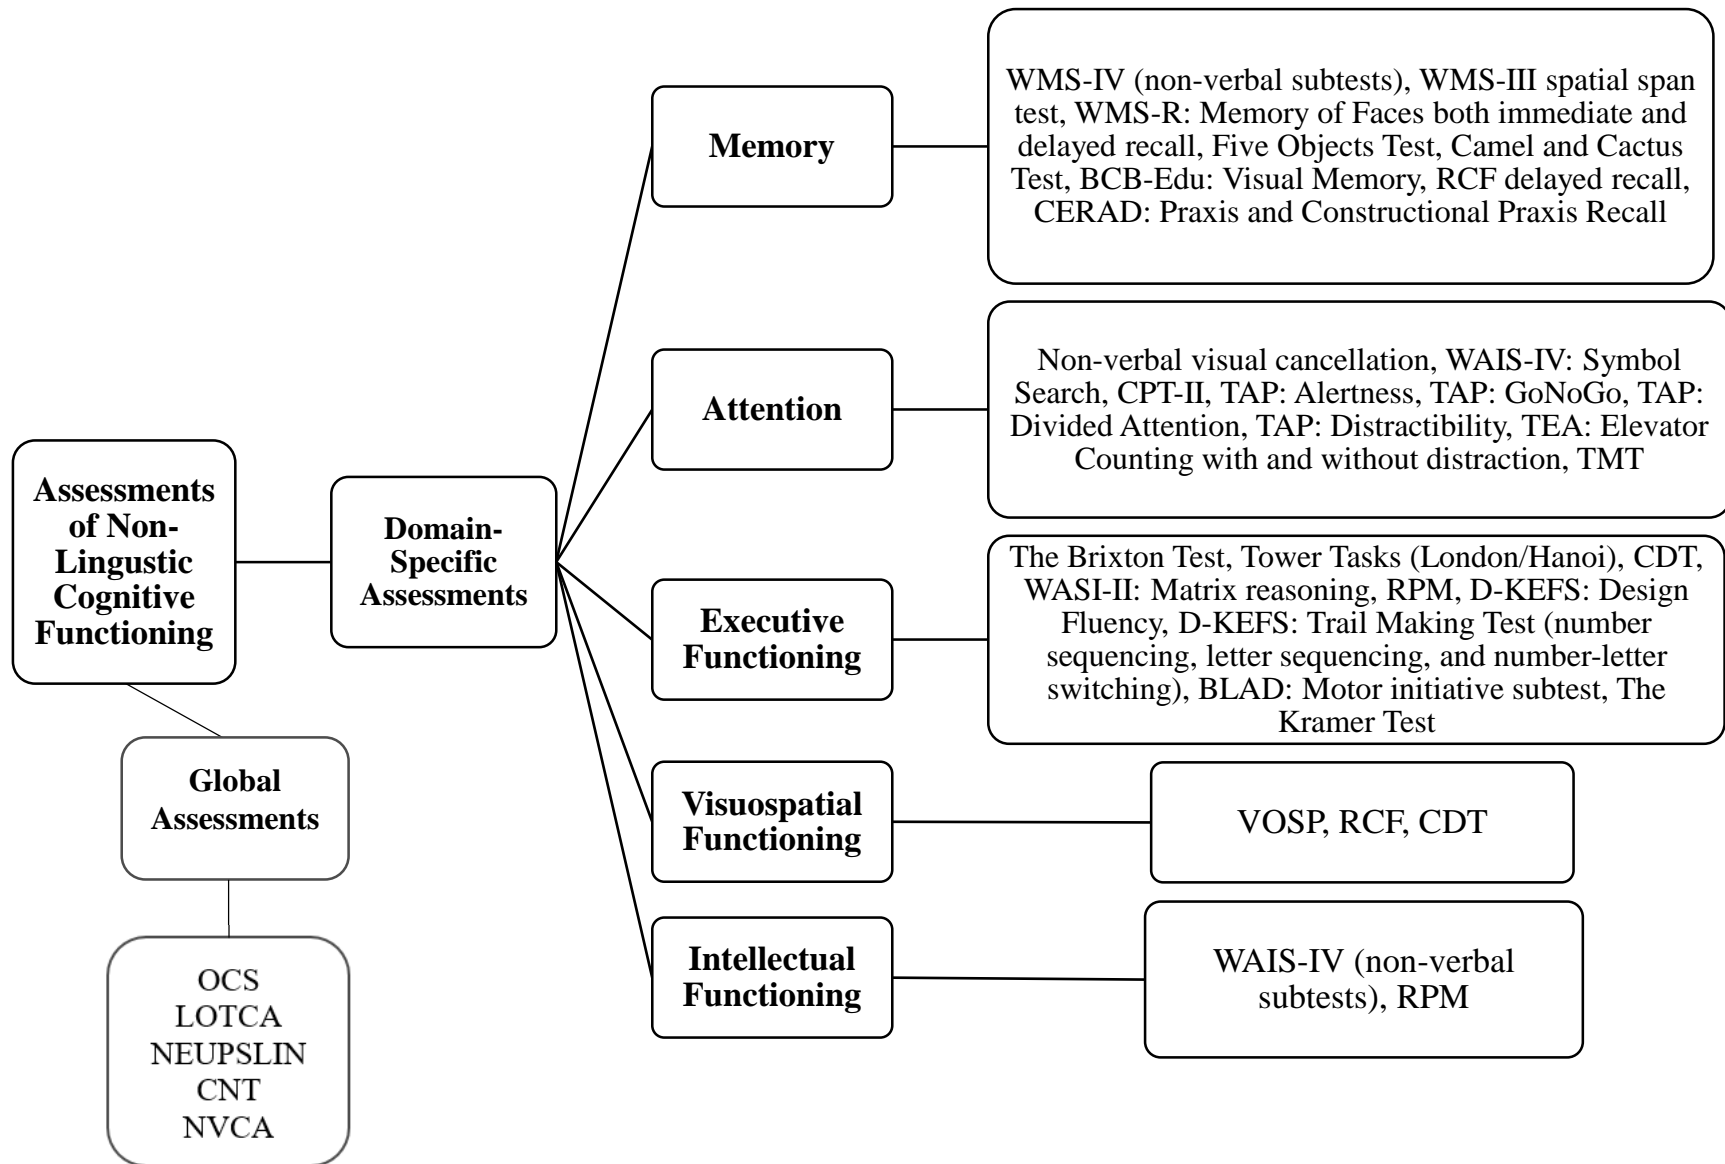 Assessments
of Non-
Lingustic
Cognitive
Functioning
Global
Assessments
OCS
LOTCA
NEUPSLIN
CNT
NVCA
Domain-
Specific
Assessments
Memory
WMS-IV (non-verbal subtests), WMS-III spatial span
test, WMS-R: Memory of Faces both immediate and
delayed recall, Five Objects Test, Camel and Cactus
Test, BCB-Edu: Visual Memory, RCF delayed recall,
CERAD: Praxis and Constructional Praxis Recall
Attention
Non-verbal visual cancellation, WAIS-IV: Symbol
Search, CPT-II, TAP: Alertness, TAP: GoNoGo, TAP:
Divided Attention, TAP: Distractibility, TEA: Elevator
Counting with and without distraction, TMT
Executive
Functioning
The Brixton Test, Tower Tasks (London/Hanoi), CDT,
WASI-II: Matrix reasoning, RPM, D-KEFS: Design
Fluency, D-KEFS: Trail Making Test (number
sequencing, letter sequencing, and number-letter
switching), BLAD: Motor initiative subtest, The
Kramer Test
Visuospatial
Functioning
VOSP, RCF, CDT
Intellectual
Functioning
WAIS-IV (non-verbal
subtests), RPM